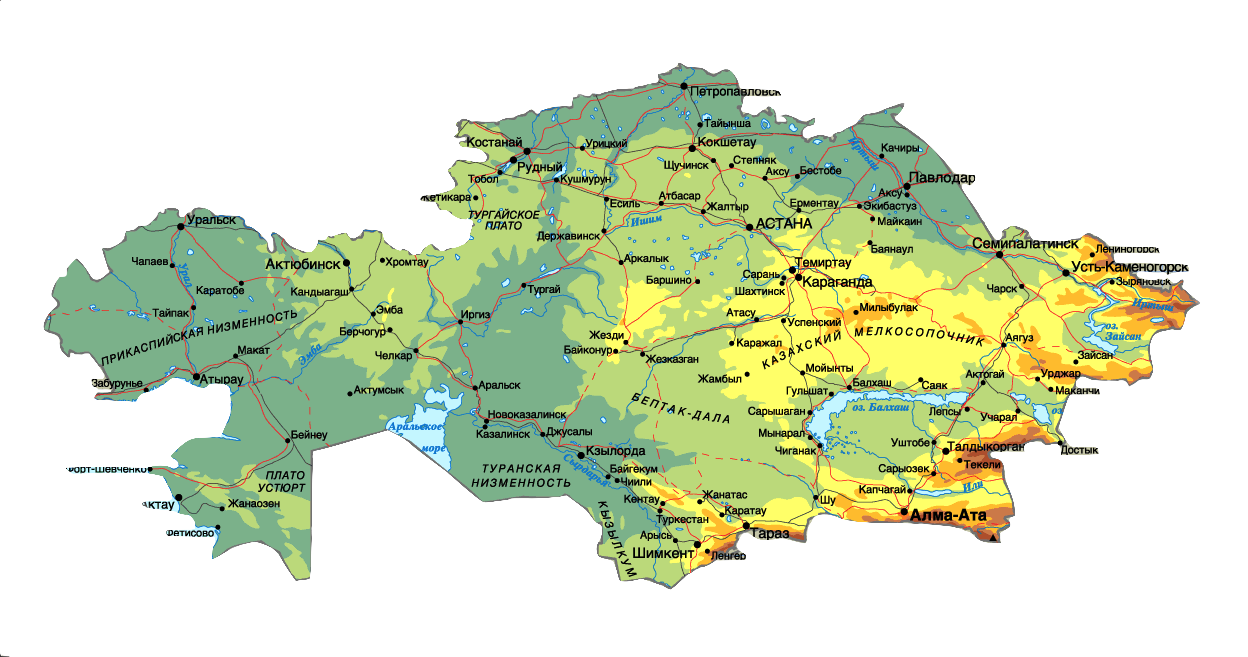 Петропавловск
Тайынша
Костанай
Урицкий
Кокшетау
Рудный
Щучинск
Степняк
Аксу
Бестобе
Иртыш
Качиры
Тобол
Кушмурун
Павлодар
Аксу
кетикара
Есиль
Атбасар
Жалтыр
Ерментау
Экибастуз
ТУРГАЙСКОЕ
ПЛАТО
Ишим
Майкаин
Уральск
АСТАНА
Державинск
Баянаул
Семипалатинск
Лениногорск
Чапаев
Урал
Актюбинск
Хромтау
Аркалык
Темиртау
Усть-Каменогорск
Каратобе
Кандыагаш
Тургай
Баршино
Сарань
Караганда
Шахтинск
Чарск
Зыряновск
Тайпак
Эмба
Иргиз
Атасу
Успенский
Милыбулак
Иртыш
ПРИКАСПИЙСКАЯ НИЗМЕННОСТЬ
Берчогур
оз.
Зайсан
Макат
Эмба
Челкар
Жезди
Байконур
Жезказган
Каражал
КАЗАХСКИЙ МЕЛКОСОПОЧНИК
Аягуз
Зайсан
Забурунье
Атырау
Актумсык
Аральск
Жамбыл
Мойынты
Балхаш
Саяк
Актогай
Урджар
Гульшат
Маканчи
БЕПТАК-ДАЛА
Сарышаган
оз. Балхаш
Лепсы
Учарал
оз
Аральское
море
Новоказалинск
Казалинск
Джусалы
Бейнеу
Мынарал
Чиганак
Уштобе
Талдыкорган
Достык
Кзылорда
Сырдарья
Байгекум
Чиили
орт-Шевченко
ПЛАТО
УСТЮРТ
ТУРАНСКАЯ
НИЗМЕННОСТЬ
Сарыозек
Текели
Капчагай
Или
ктау
Жанаозен
Кентау
Жанатас
Шу
Туркестан
Каратау
Алма-Ата
Фетисово
КЫЗЫЛКУМ
Арысь
Тараз
Шимкент
Ленгер